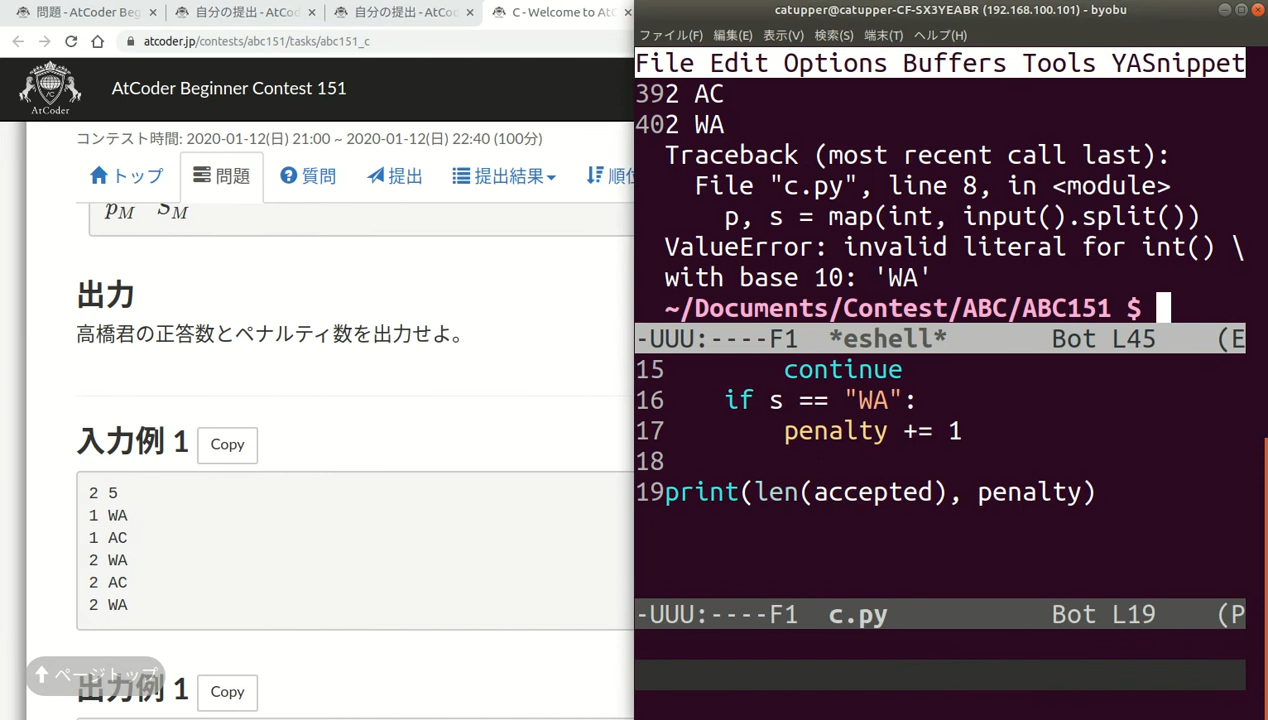 問題 - AtCoder Beg
自分の提出 - AtCod
自分の提出 - AtCod
C - Welcome to AtC
atcoder.jp/contests/abc151/tasks/abc151_c
AtCoder
AtCoder Beginner Contest 151
コンテスト時間: 2020-01-12(日) 21:00 ~ 2020-01-12(日) 22:40 (100分)
トップ
問題
質問
提出
提出結果
順位
p_M S_M
出力
高橋君の正答数とペナルティ数を出力せよ。
入力例 1
Copy
2 5
1 WA
1 AC
2 WA
2 AC
2 WA
ページトップ
出力例 1
Copy
catupper@catupper-CF-SX3YEABR (192.168.100.101) - byobu
ファイル(F) 編集(E) 表示(V) 検索(S) 端末(T) ヘルプ(H)
File Edit Options Buffers Tools YASnippet
392 AC
402 WA
Traceback (most recent call last):
File "c.py", line 8, in <module>
p, s = map(int, input().split())
ValueError: invalid literal for int() \
with base 10: 'WA'
~/Documents/Contest/ABC/ABC151 $
-UUU:----F1 *eshell* Bot L45 (E
15 continue
16 if s == "WA":
17 penalty += 1
18
19print(len(accepted), penalty)
-UUU:----F1 c.py Bot L19 (P